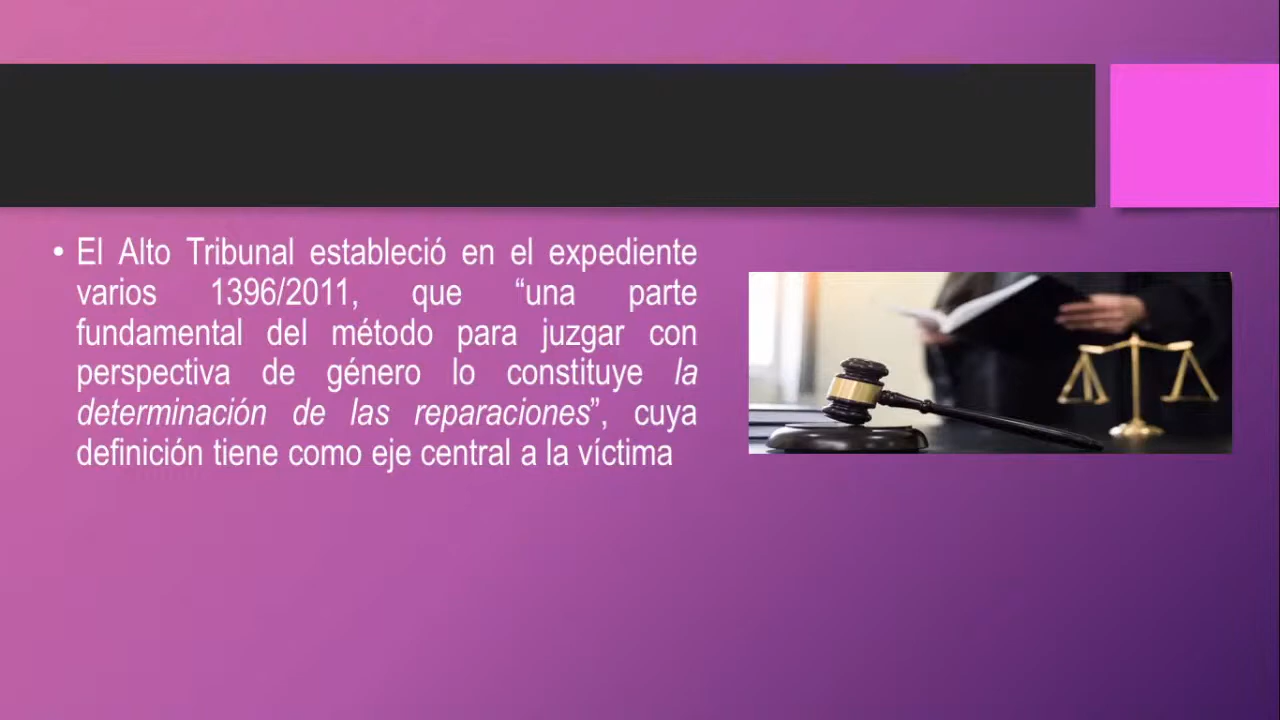 • El Alto Tribunal estableció en el expediente
varios 1396/2011, que “una parte
fundamental del método para juzgar con
perspectiva de género lo constituye la
determinación de las reparaciones”, cuya
definición tiene como eje central a la víctima